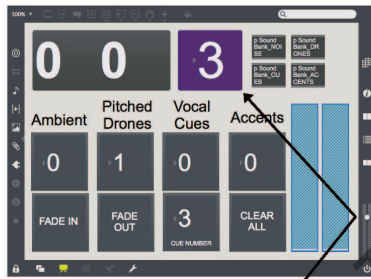 100%
0 0
3
p Sound
Bank_NOI
SE
p Sound
Bank_DR
ONES
p Sound
Bank_CU
ES
p Sound
Bank_AC
CENTS
Ambient
Pitched
Drones
Vocal
Cues
Accents
0
1
0
0
FADE IN
FADE
OUT
3
CUE NUMBER
CLEAR
ALL